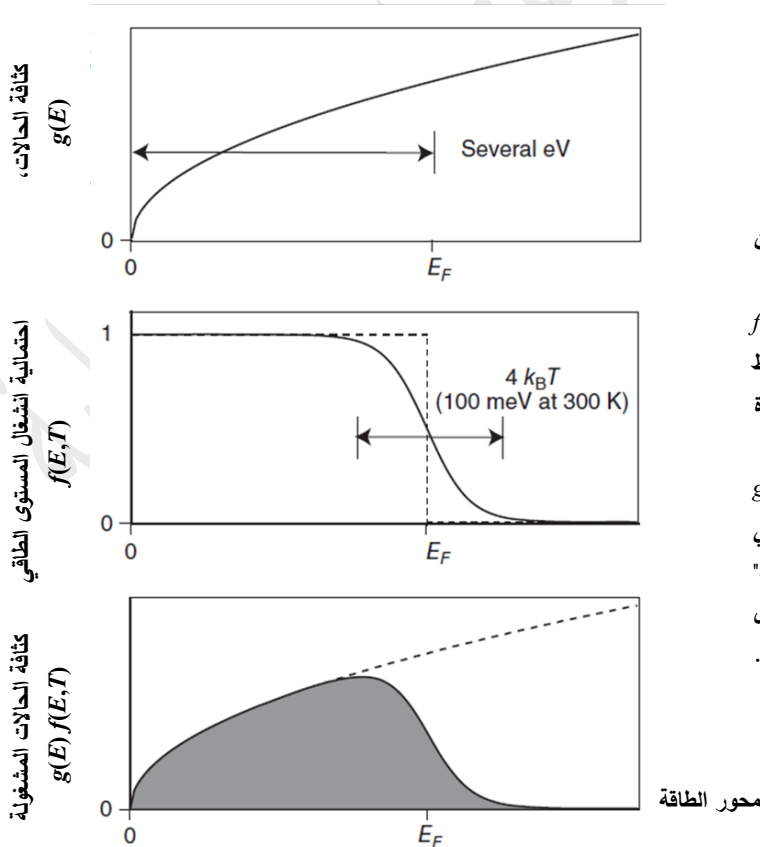 كثافة الحالات،
g(E)
Several eV
0
0
E_F
احتمالية انشغال المستوى الطاقي
f(E,T)
1
4 k_BT
(100 meV at 300 K)
0
0
E_F
كثافة الحالات المشغولة
g(E) f(E,T)
0
0
E_F
محور الطاقة
f
ط
ة
g
"
.